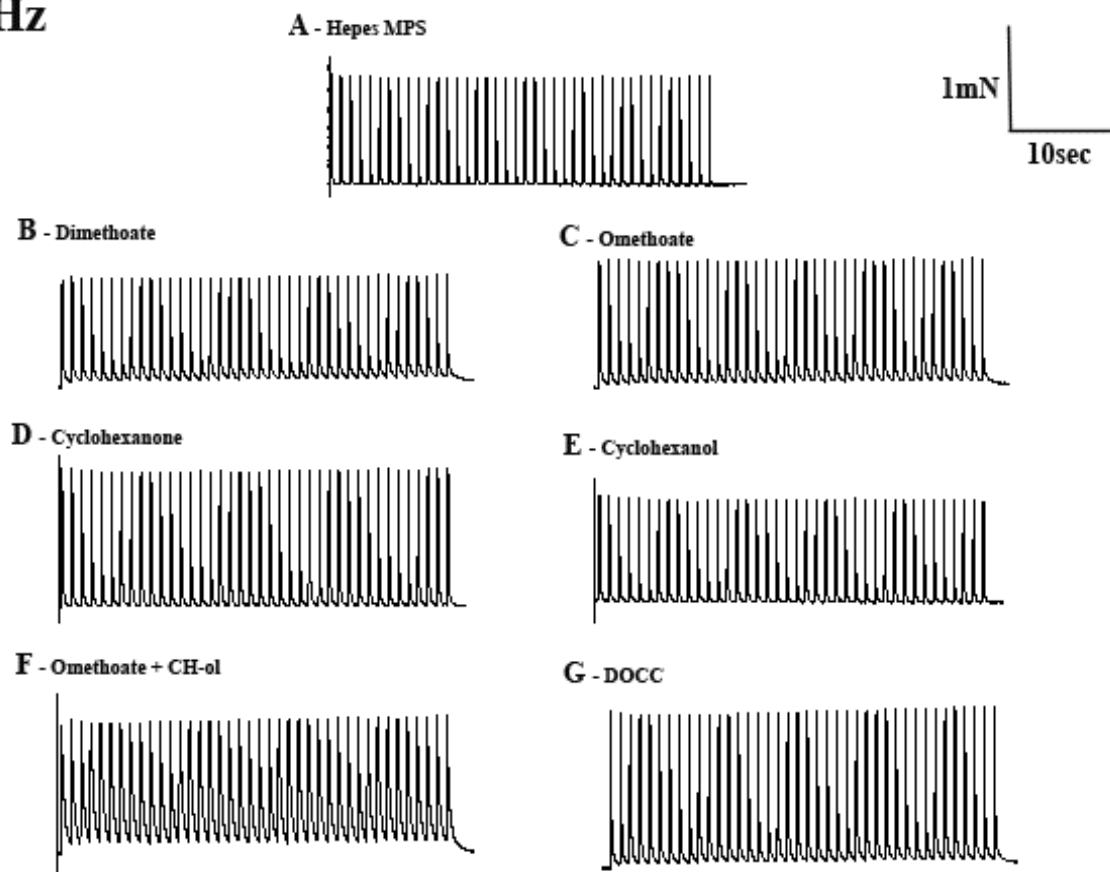 Hz
A - Hepes MPS
1mN
10sec
B - Dimethoate
C - Omethoate
D - Cyclohexanone
E - Cyclohexanol
F - Omethoate + CH-ol
G - DOCC